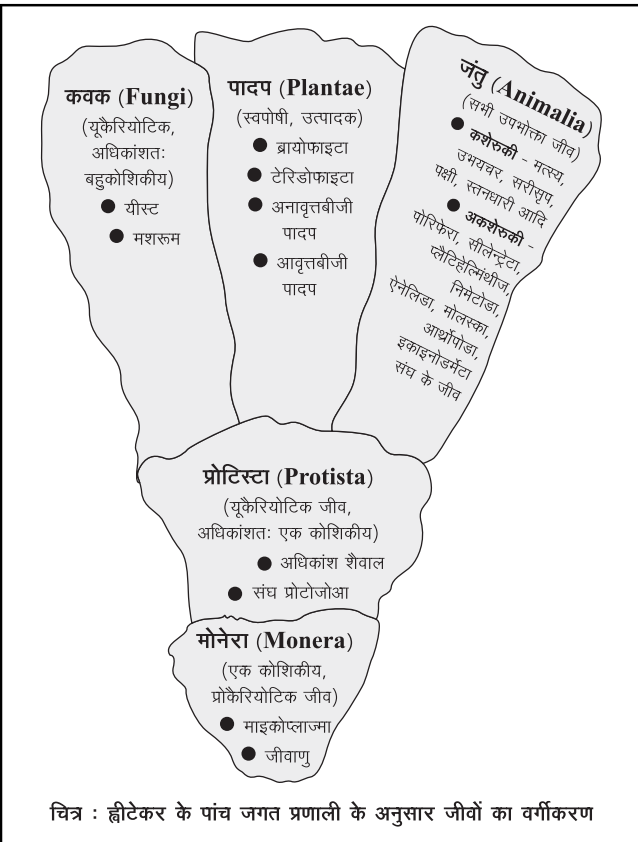 कवक (Fungi)
(यूकैरियोटिक,
अधिकांशतः
बहुकोशिकीय)
● यीस्ट
● मशरूम
पादप (Plantae)
(स्वपोषी, उत्पादक)
● ब्रायोफाइटा
● टेरिडोफाइटा
● अनावृत्तबीजी
पादप
● आवृत्तबीजी
पादप
जंतु (Animalia)
(सभी उपभोक्ता जीव)
● कशेरुकी - मत्स्य,
उभयचर, सरीसृप,
पक्षी, स्तनधारी आदि
● अकशेरुकी -
पोरिफेरा, सीलेन्ट्रेटा,
प्लैटिहेल्मिंथीज,
निमेटोडा,
ऐनेलिडा, मोलस्का,
आर्थ्रोपोडा,
इकाइनोडर्मेटा
संघ के जीव
प्रोटिस्टा (Protista)
(यूकैरियोटिक जीव,
अधिकांशतः एक कोशिकीय)
● अधिकांश शैवाल
● संघ प्रोटोजोआ
मोनेरा (Monera)
(एक कोशिकीय,
प्रोकैरियोटिक जीव)
● माइकोप्लाज्मा
● जीवाणु
चित्र : ह्वीटेकर के पांच जगत प्रणाली के अनुसार जीवों का वर्गीकरण